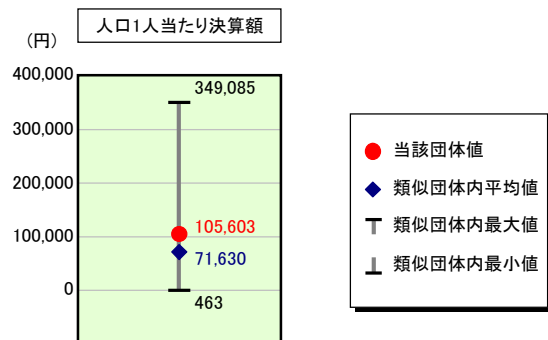 人口1人当たり決算額
(円)
400,000
349,085
300,000
200,000
100,000
105,603
71,630
0
463
当該団体値
類似団体内平均値
類似団体内最大値
類似団体内最小値